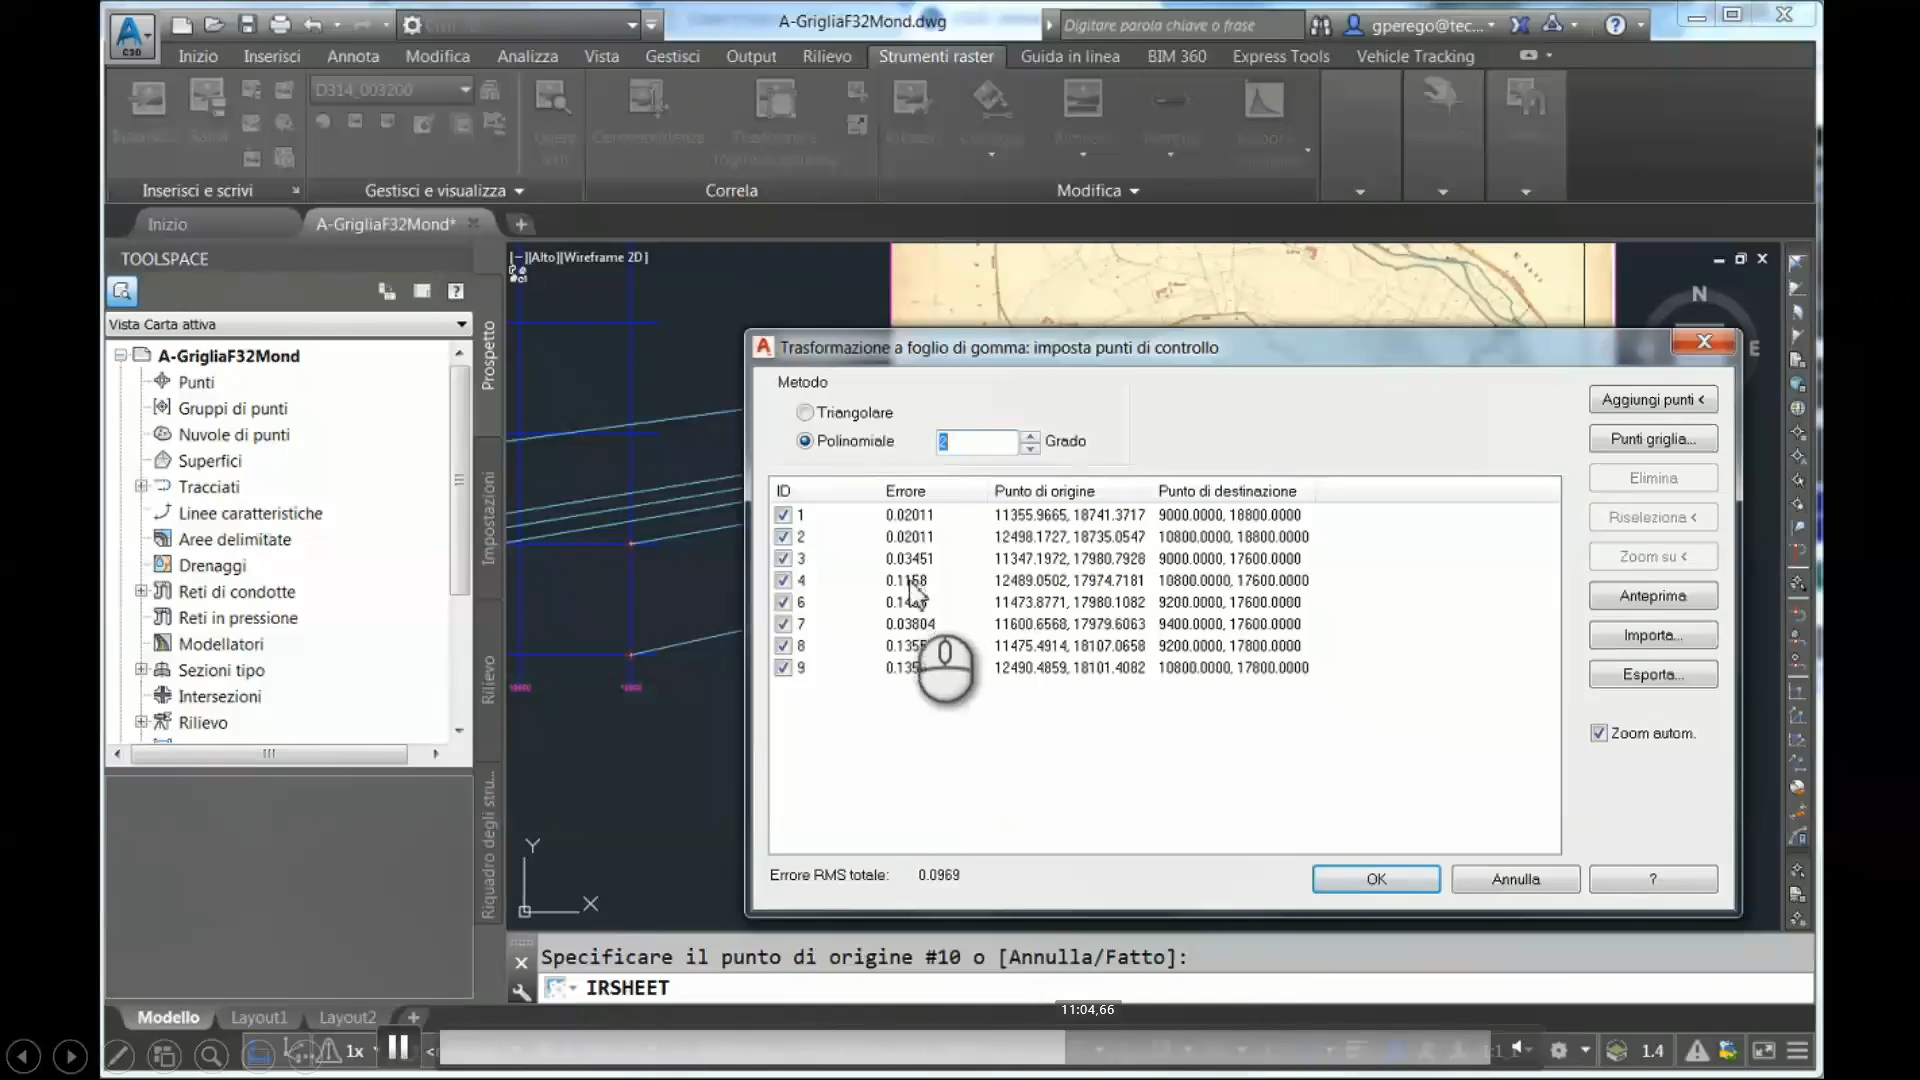 A-GrigliaF32Mond.dwg
Digitare parola chiave o frase
gperego@tec...
C3D
Inizio Inserisci Annota Modifica Analizza Vista Gestisci Output Rilievo Strumenti raster Guida in linea BIM 360 Express Tools Vehicle Tracking
D314_003200
Inserisci e scrivi Gestisci e visualizza Correla Modifica
Inizio A-GrigliaF32Mond*
TOOLSPACE
[-][Alto][Wireframe 2D]
N
E
Vista Carta attiva
A-GrigliaF32Mond
Punti
Gruppi di punti
Nuvole di punti
Superfici
Tracciati
Linee caratteristiche
Aree delimitate
Drenaggi
Reti di condotte
Reti in pressione
Modellatori
Sezioni tipo
Intersezioni
Rilievo
Prospetto
Impostazioni
Rilievo
Riquadro degli stru...
Trasformazione a foglio di gomma: imposta punti di controllo
Metodo
Triangolare
Polinomiale 2 Grado
ID Errore Punto di origine Punto di destinazione
1 0.02011 11355.9665, 18741.3717 9000.0000, 18800.0000
2 0.02011 12498.1727, 18735.0547 10800.0000, 18800.0000
3 0.03451 11347.1972, 17980.7928 9000.0000, 17600.0000
4 0.1158 12489.0502, 17974.7181 10800.0000, 17600.0000
6 11473.8771, 17980.1082 9200.0000, 17600.0000
7 0.03804 11600.6568, 17979.6063 9400.0000, 17600.0000
8 0.1355 11475.4914, 18107.0658 9200.0000, 17800.0000
9 12490.4859, 18101.4082 10800.0000, 17800.0000
Aggiungi punti <
Punti griglia...
Elimina
Riseleziona <
Zoom su <
Anteprima
Importa...
Esporta...
Zoom autom.
Errore RMS totale: 0.0969
OK Annulla ?
Y
X
Specificare il punto di origine #10 o [Annulla/Fatto]:
IRSHEET
11:04,66
Modello Layout1 Layout2
1x
1:1
1.4